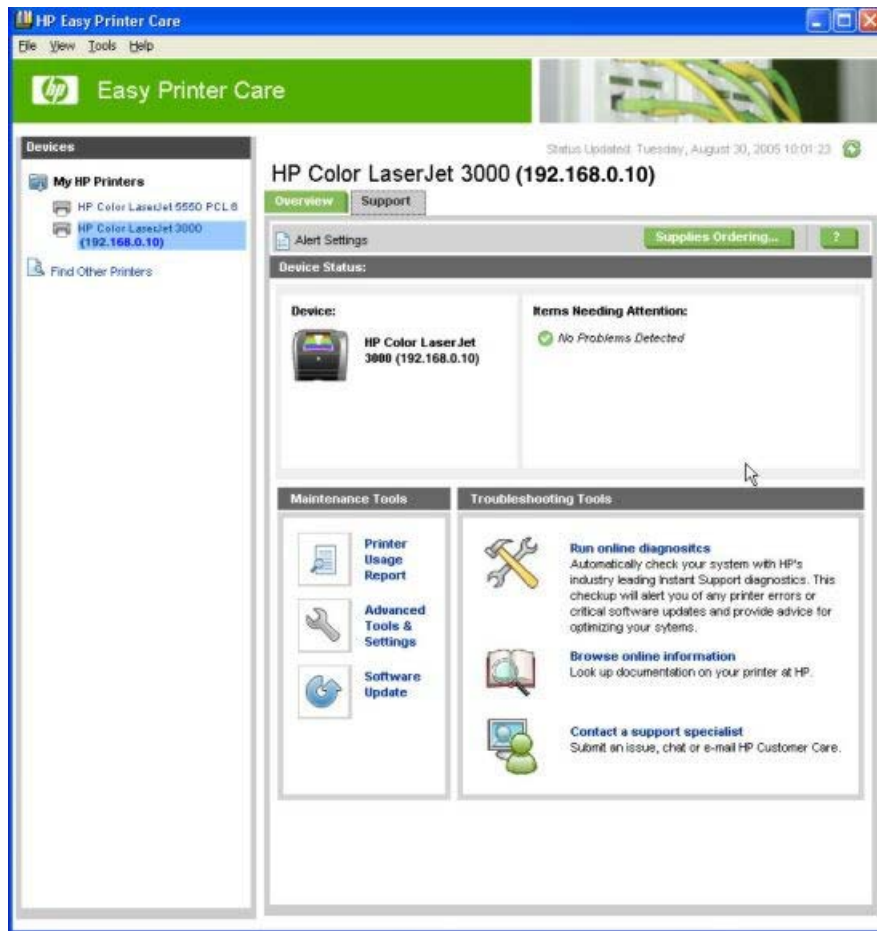 HP Easy Printer Care
File View Tools Help
hp Easy Printer Care
Devices
My HP Printers
HP Color LaserJet 5550 PCL 6
HP Color LaserJet 3000
(192.168.0.10)
Find Other Printers
Status Updated: Tuesday, August 30, 2005 10:01:23
HP Color LaserJet 3000 (192.168.0.10)
Overview Support
Alert Settings Supplies Ordering... ?
Device Status:
Device:
HP Color LaserJet
3000 (192.168.0.10)
Items Needing Attention:
No Problems Detected
Maintenance Tools
Printer
Usage
Report
Advanced
Tools &
Settings
Software
Update
Troubleshooting Tools
Run online diagnositcs
Automatically check your system with HP's
industry leading Instant Support diagnostics. This
checkup will alert you of any printer errors or
critical software updates and provide advice for
optimizing your sytems.
Browse online information
Look up documentation on your printer at HP.
Contact a support specialist
Submit an issue, chat or e-mail HP Customer Care.